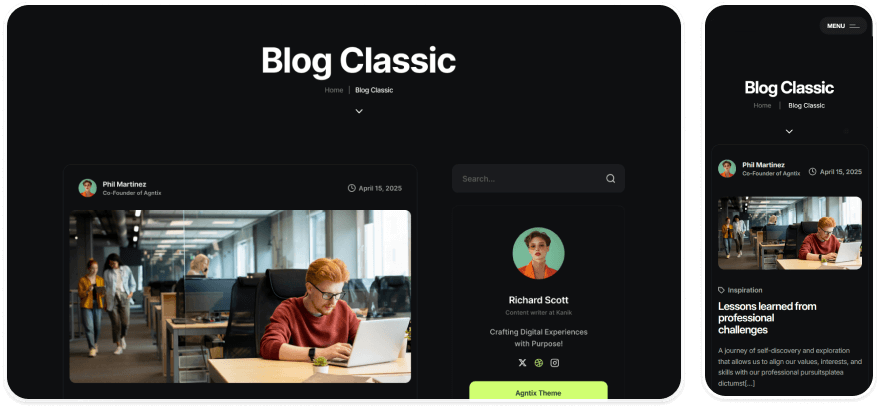 Blog Classic
Home | Blog Classic
Phil Martinez
Co-Founder of Agntix
April 15, 2025
Search...
Richard Scott
Content writer at Kanik
Crafting Digital Experiences
with Purpose!
Agntix Theme
MENU
Blog Classic
Home | Blog Classic
Phil Martinez
Co-Founder of Agntix
April 15, 2025
Inspiration
Lessons learned from
professional
challenges
A journey of self-discovery and exploration
that allows us to align our values, interests, and
skills with our professional pursuitsplatea
dictumst[...]